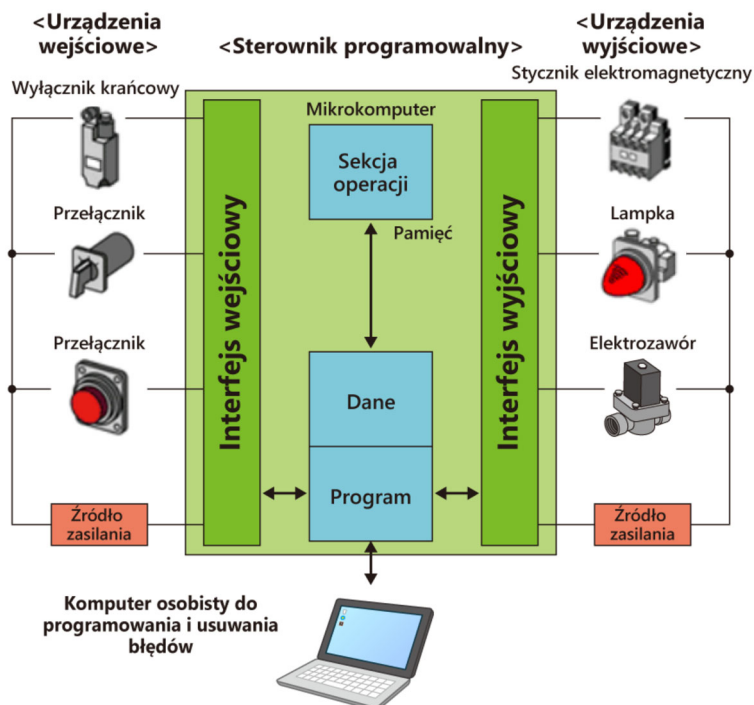 <Urządzenia
wejściowe>
<Sterownik programowalny>
<Urządzenia
wyjściowe>
Wyłącznik krańcowy
Przełącznik
Przełącznik
Źródło
zasilania
Interfejs wejściowy
Mikrokomputer
Sekcja
operacji
Pamięć
Dane
Program
Interfejs wyjściowy
Stycznik elektromagnetyczny
Lampka
Elektrozawór
Źródło
zasilania
Komputer osobisty do
programowania i usuwania
błędów